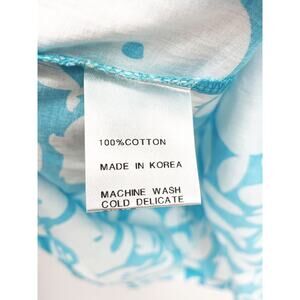 100%COTTON
MADE IN KOREA
MACHINE WASH
COLD DELICATE